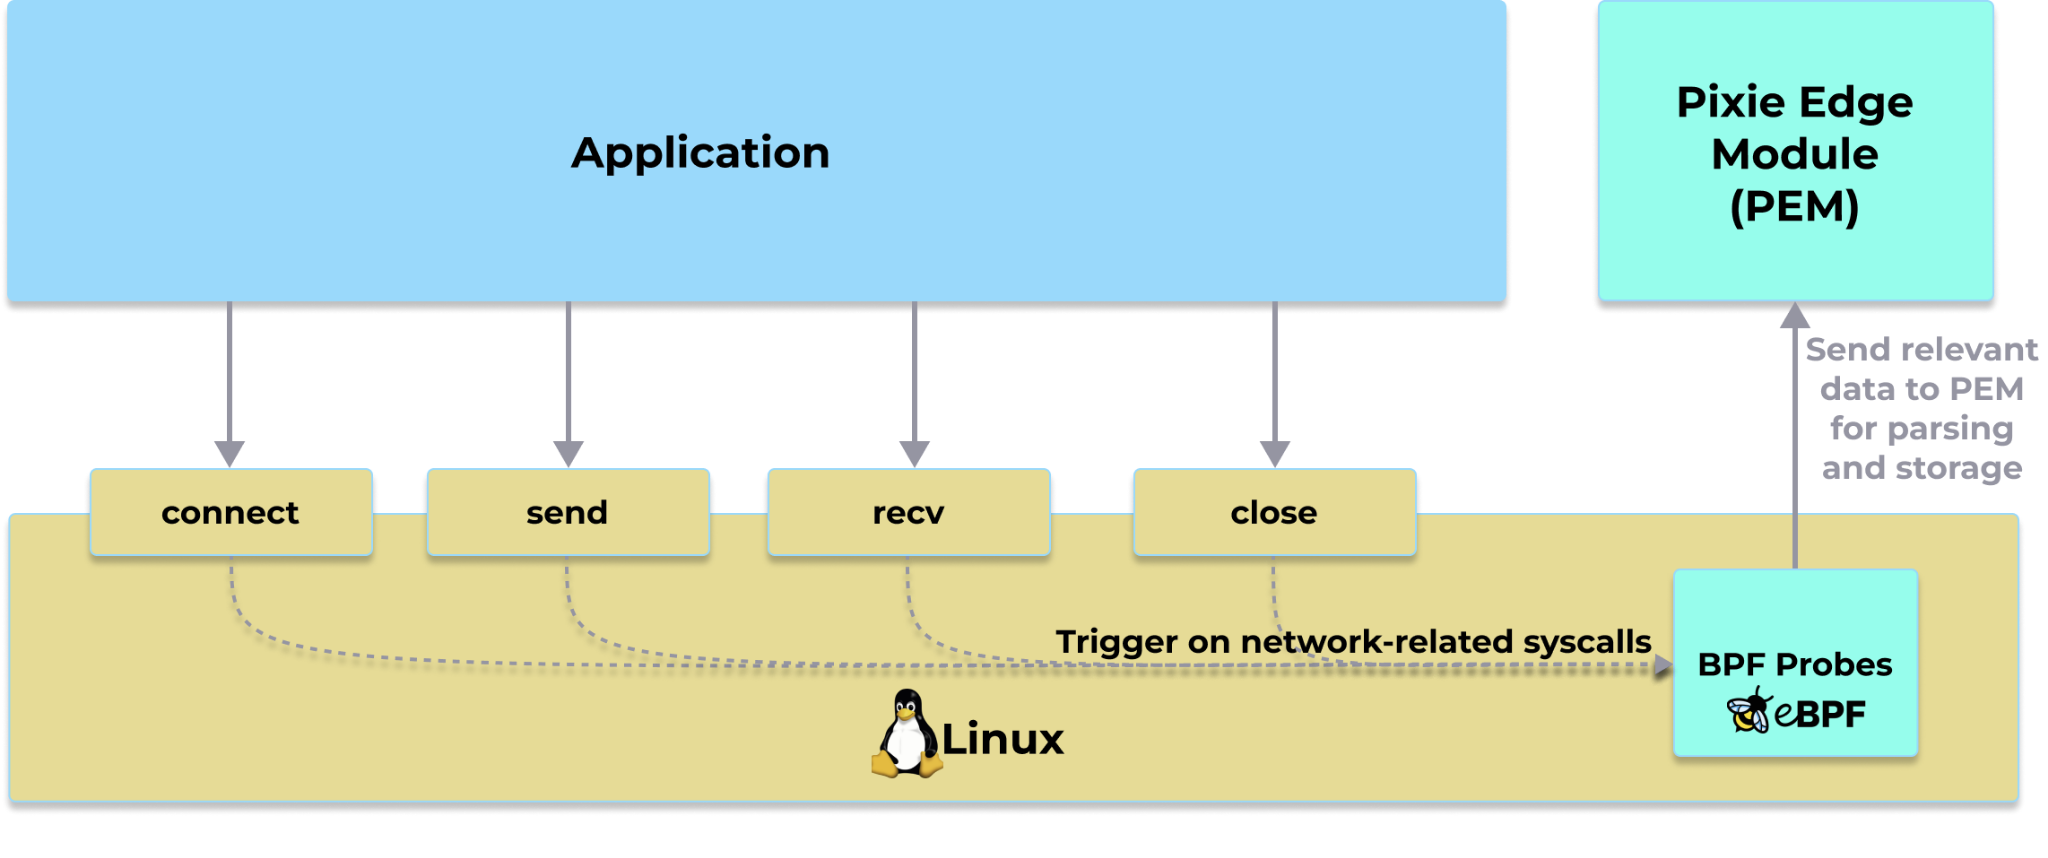 Application
Pixie Edge
Module
(PEM)
Send relevant
data to PEM
for parsing
and storage
connect
send
recv
close
Trigger on network-related syscalls
BPF Probes
eBPF
Linux